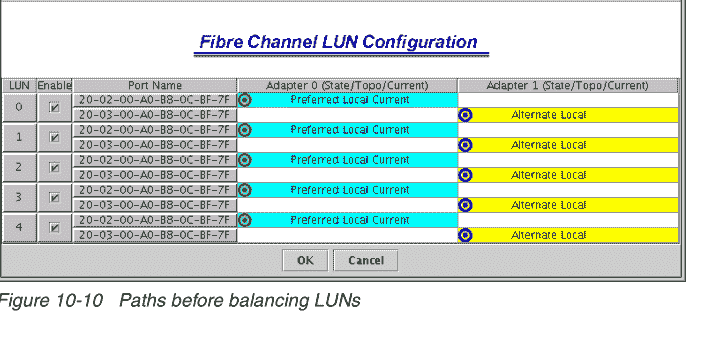 Fibre Channel LUN Configuration
LUN Enable Port Name Adapter 0 (State/Topo/Current) Adapter 1 (State/Topo/Current)
0 20-02-00-A0-B8-0C-BF-7F Preferred Local Current
20-03-00-A0-B8-0C-BF-7F Alternate Local
1 20-02-00-A0-B8-0C-BF-7F Preferred Local Current
20-03-00-A0-B8-0C-BF-7F Alternate Local
2 20-02-00-A0-B8-0C-BF-7F Preferred Local Current
20-03-00-A0-B8-0C-BF-7F Alternate Local
3 20-02-00-A0-B8-0C-BF-7F Preferred Local Current
20-03-00-A0-B8-0C-BF-7F Alternate Local
4 20-02-00-A0-B8-0C-BF-7F Preferred Local Current
20-03-00-A0-B8-0C-BF-7F Alternate Local
OK Cancel
Figure 10-10 Paths before balancing LUNs